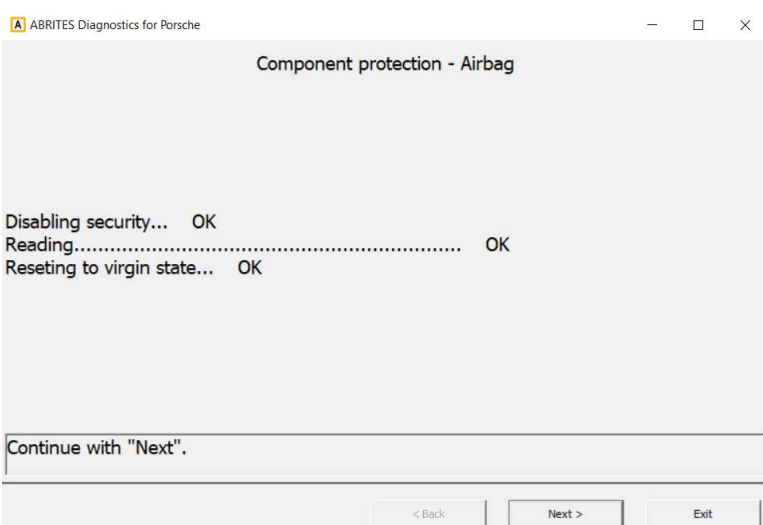 A ABRITES Diagnostics for Porsche
Component protection - Airbag
Disabling security... OK
Reading................................................................. OK
Reseting to virgin state... OK
Continue with "Next".
< Back Next > Exit